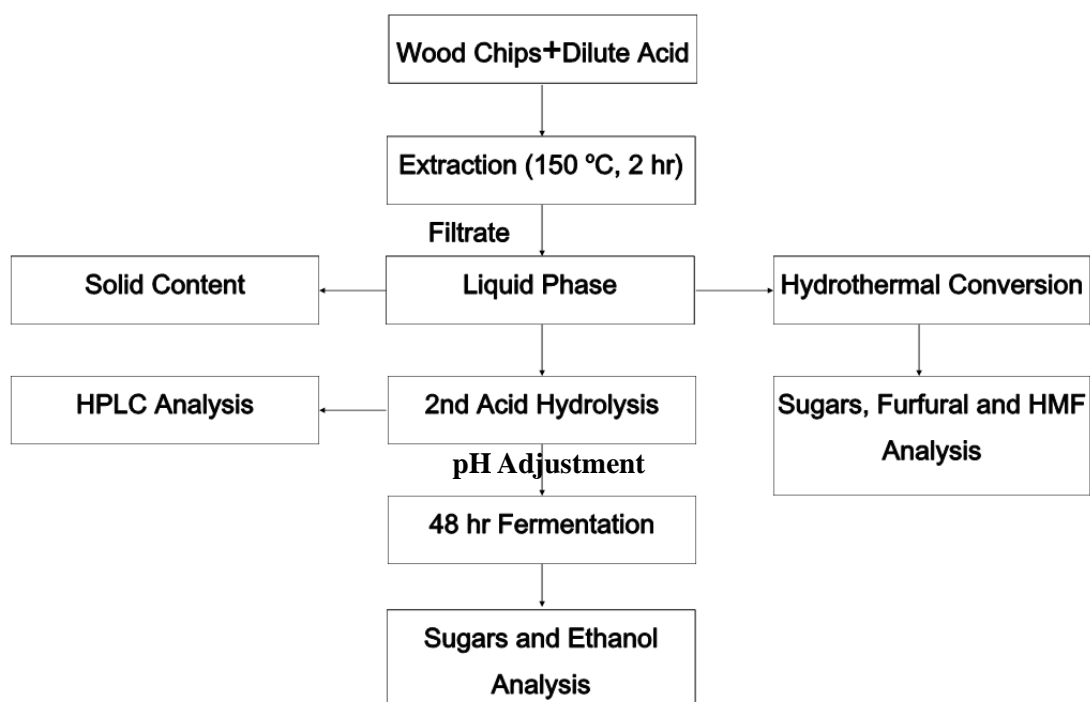 Wood Chips+Dilute Acid
Extraction (150 ºC, 2 hr)
Filtrate
Solid Content
Liquid Phase
Hydrothermal Conversion
HPLC Analysis
2nd Acid Hydrolysis
Sugars, Furfural and HMF
Analysis
pH Adjustment
48 hr Fermentation
Sugars and Ethanol
Analysis